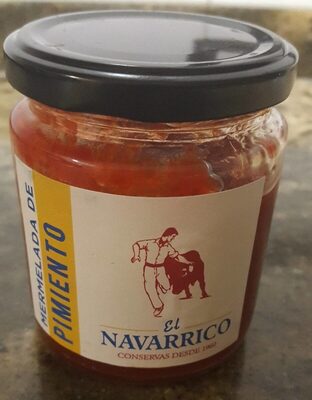 MERMELADA DE
PIMIENTO
El
NAVARRICO
CONSERVAS DESDE 1960